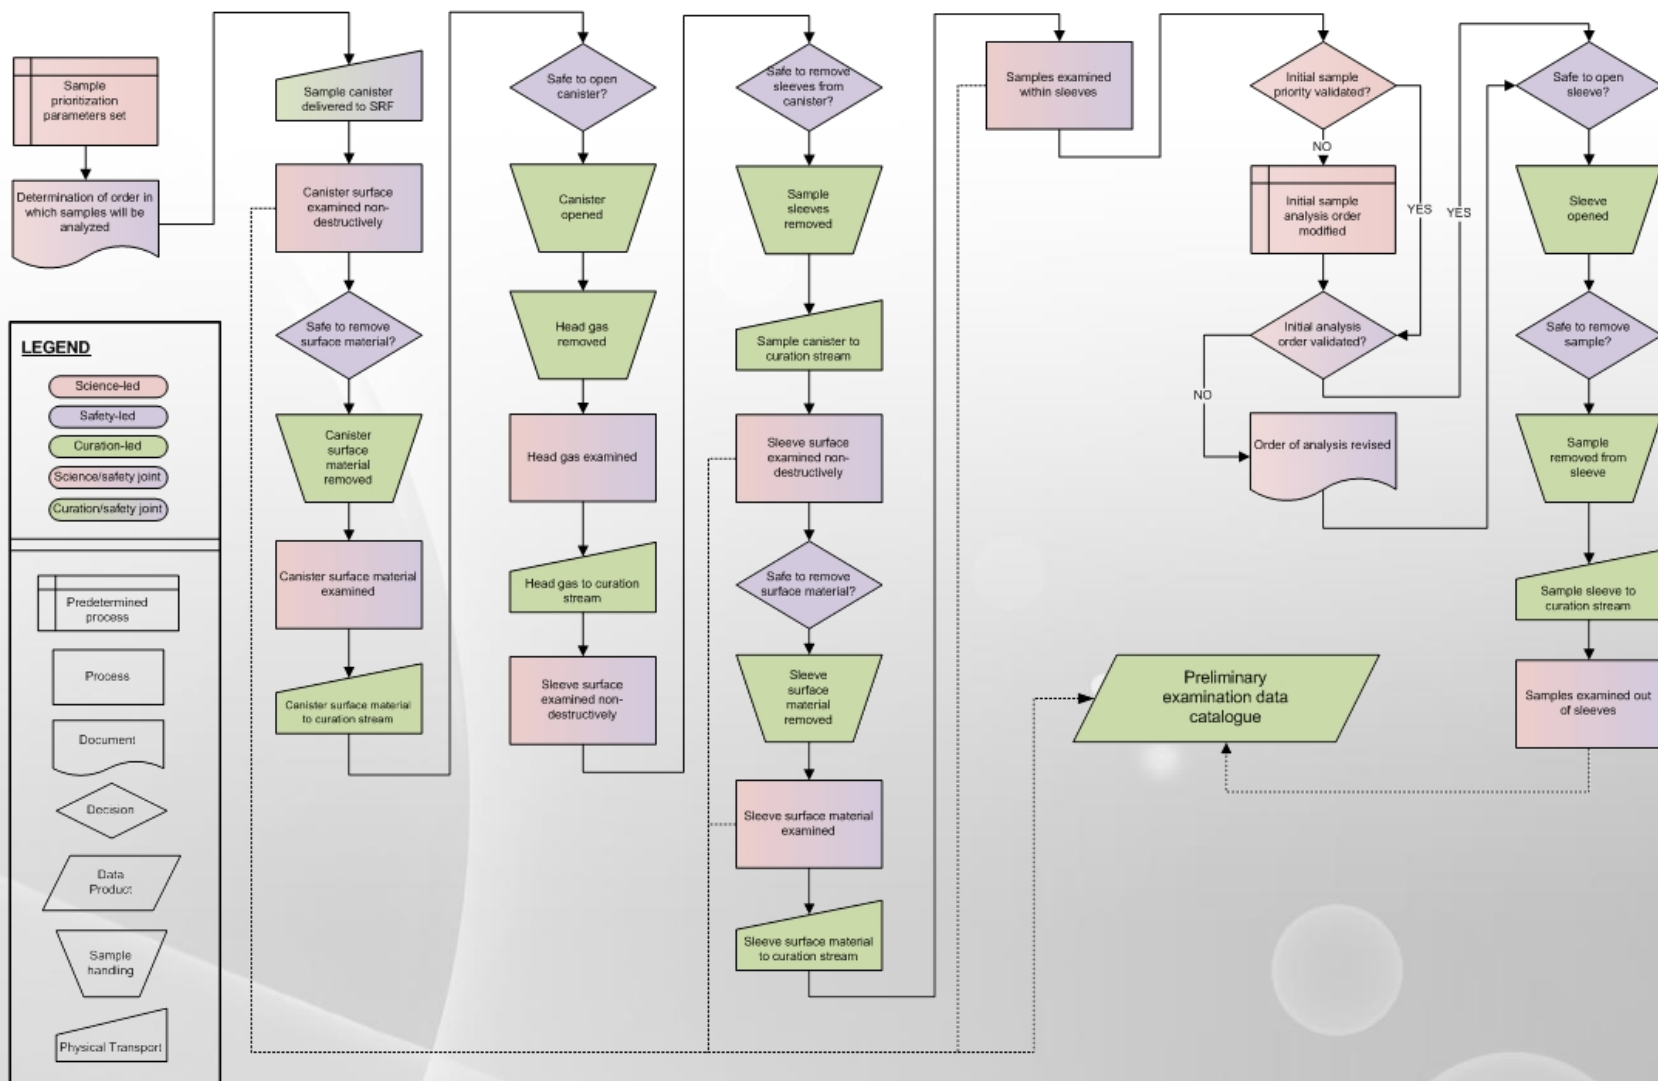 Sample
prioritization
parameters set
Determination of order in
which samples will be
analyzed
LEGEND
Science-led
Safety-led
Curation-led
Science/safety joint
Curation/safety joint
Predetermined
process
Process
Document
Decision
Data
Product
Sample
handling
Physical Transport
Sample canister
delivered to SRF
Canister surface
examined non-
destructively
Safe to remove
surface material?
Canister
surface
material
removed
Canister surface material
examined
Canister surface material
to curation stream
Safe to open
canister?
Canister
opened
Head gas
removed
Head gas examined
Head gas to curation
stream
Sleeve surface
examined non-
destructively
Safe to remove
sleeves from
canister?
Sample
sleeves
removed
Sample canister to
curation stream
Sleeve surface
examined non-
destructively
Safe to remove
surface material?
Sleeve
surface
material
removed
Sleeve surface material
examined
Sleeve surface material
to curation stream
Samples examined
within sleeves
Initial sample
priority validated?
NO
Initial sample
analysis order
modified
YES
Initial analysis
order validated?
YES
NO
Order of analysis revised
Preliminary
examination data
catalogue
Safe to open
sleeve?
Sleeve
opened
Safe to remove
sample?
Sample
removed from
sleeve
Sample sleeve to
curation stream
Samples examined out
of sleeves